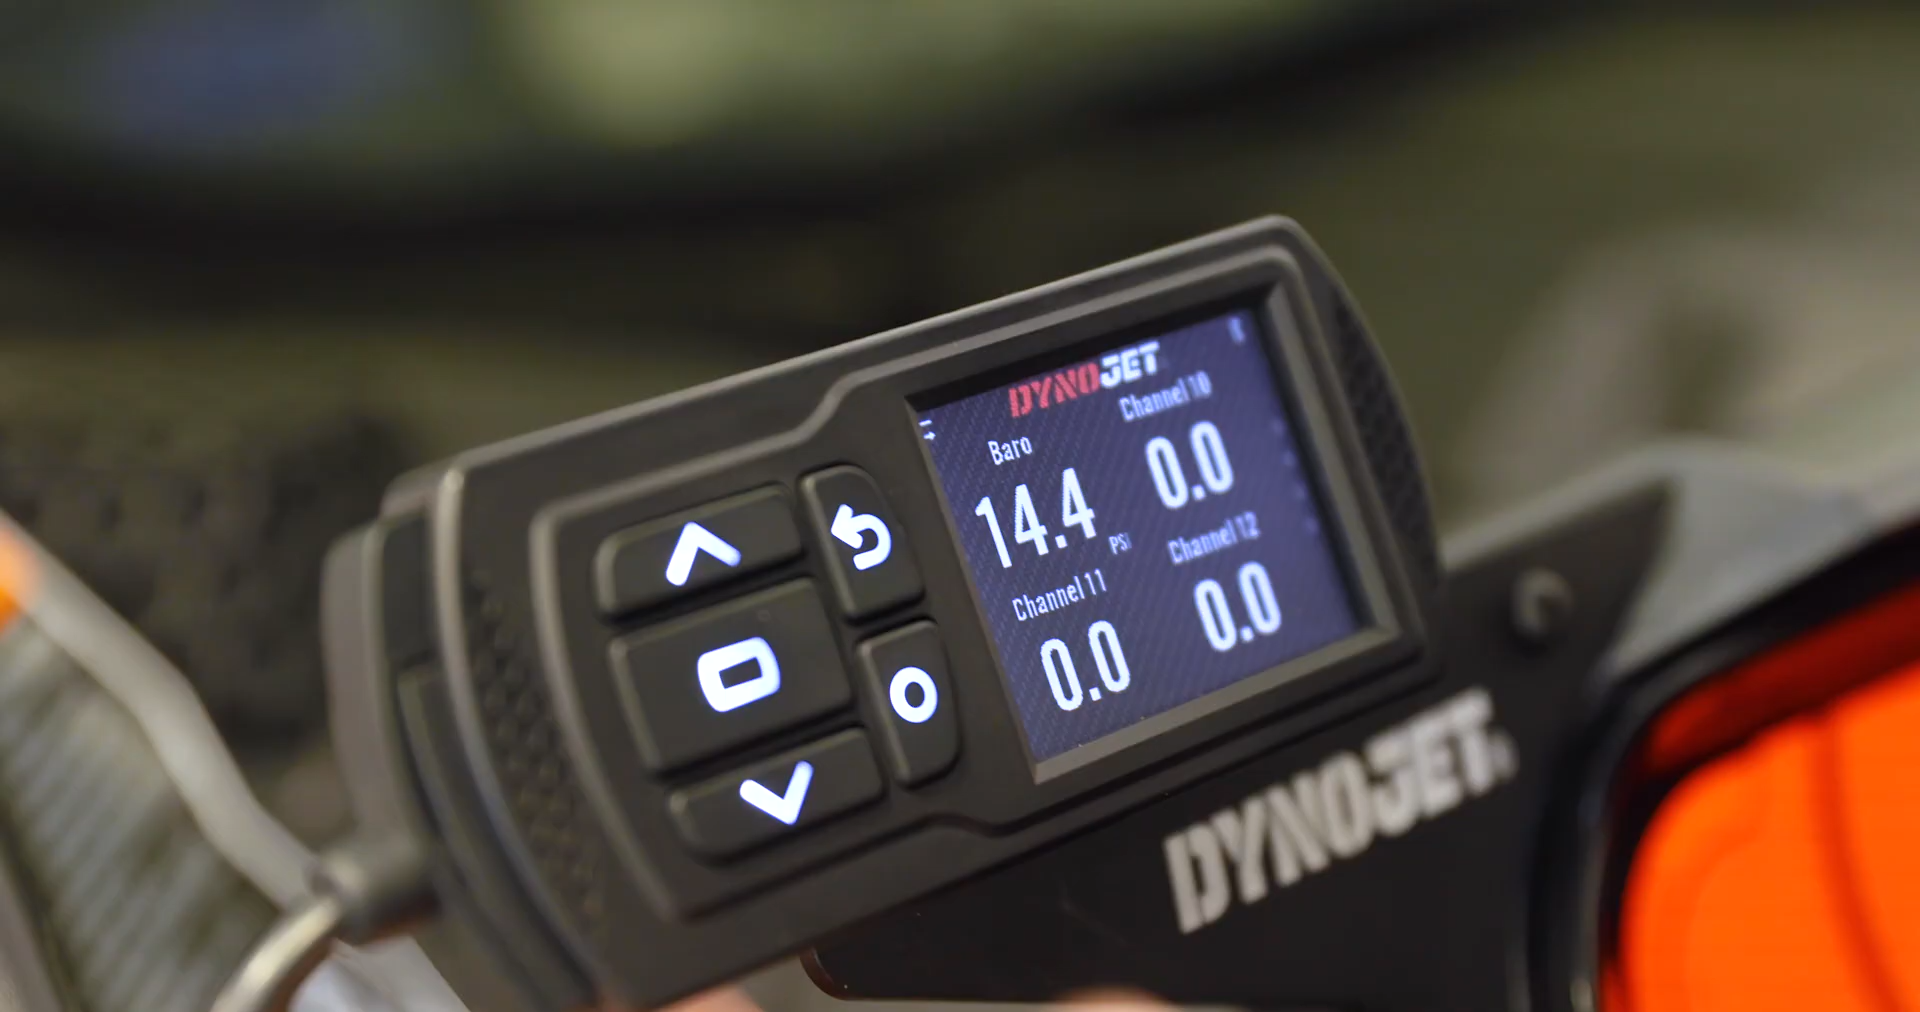 DYNOJET
Baro
14.4
PSI
Channel 10
0.0
Channel 11
0.0
Channel 12
0.0
DYNOJET